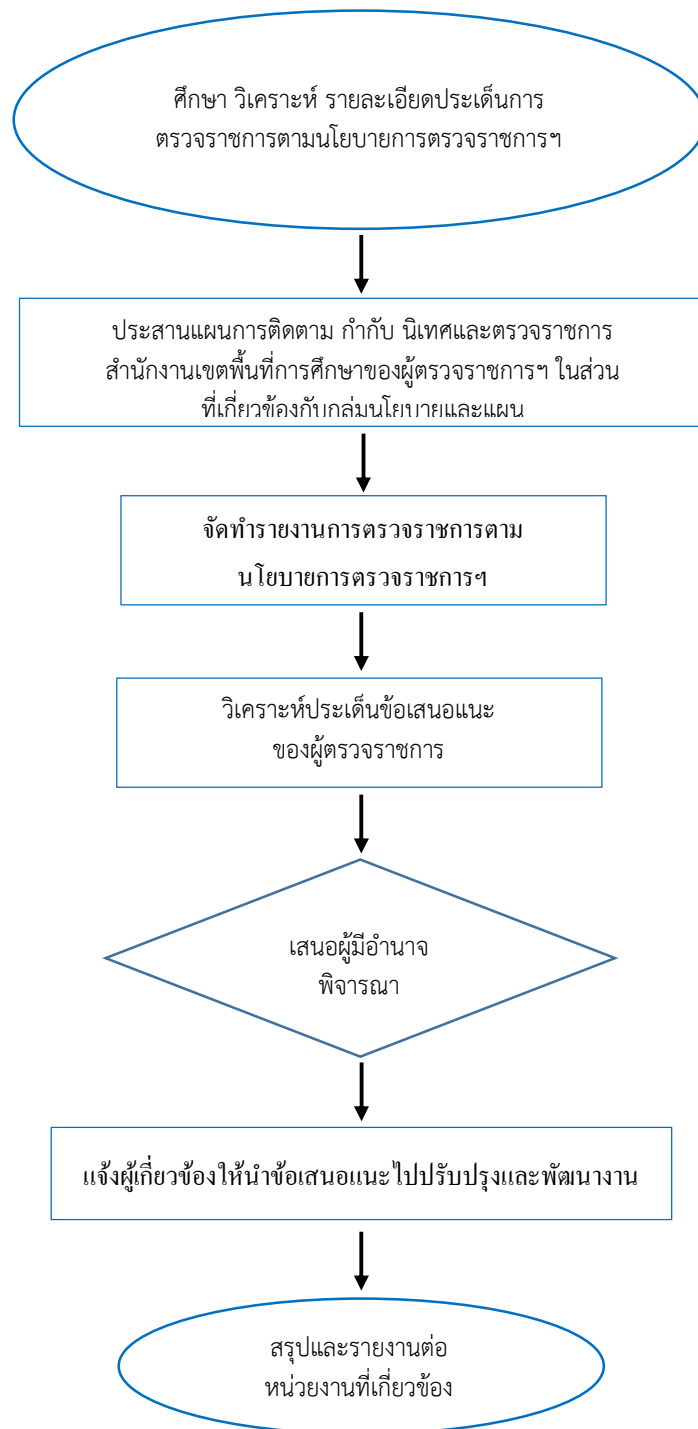 ศึกษา วิเคราะห์ รายละเอียดประเด็นการ
ตรวจราชการตามนโยบายการตรวจราชการฯ
ประสานแผนการติดตาม กำกับ นิเทศและตรวจราชการ
สำนักงานเขตพื้นที่การศึกษาของผู้ตรวจราชการฯ ในส่วน
ที่เกี่ยวข้องกับกลุ่มนโยบายและแผน
จัดทำรายงานการตรวจราชการตาม
นโยบายการตรวจราชการฯ
วิเคราะห์ประเด็นข้อเสนอแนะ
ของผู้ตรวจราชการ
เสนอผู้มีอำนาจ
พิจารณา
แจ้งผู้เกี่ยวข้องให้นำข้อเสนอแนะไปปรับปรุงและพัฒนางาน
สรุปและรายงานต่อ
หน่วยงานที่เกี่ยวข้อง